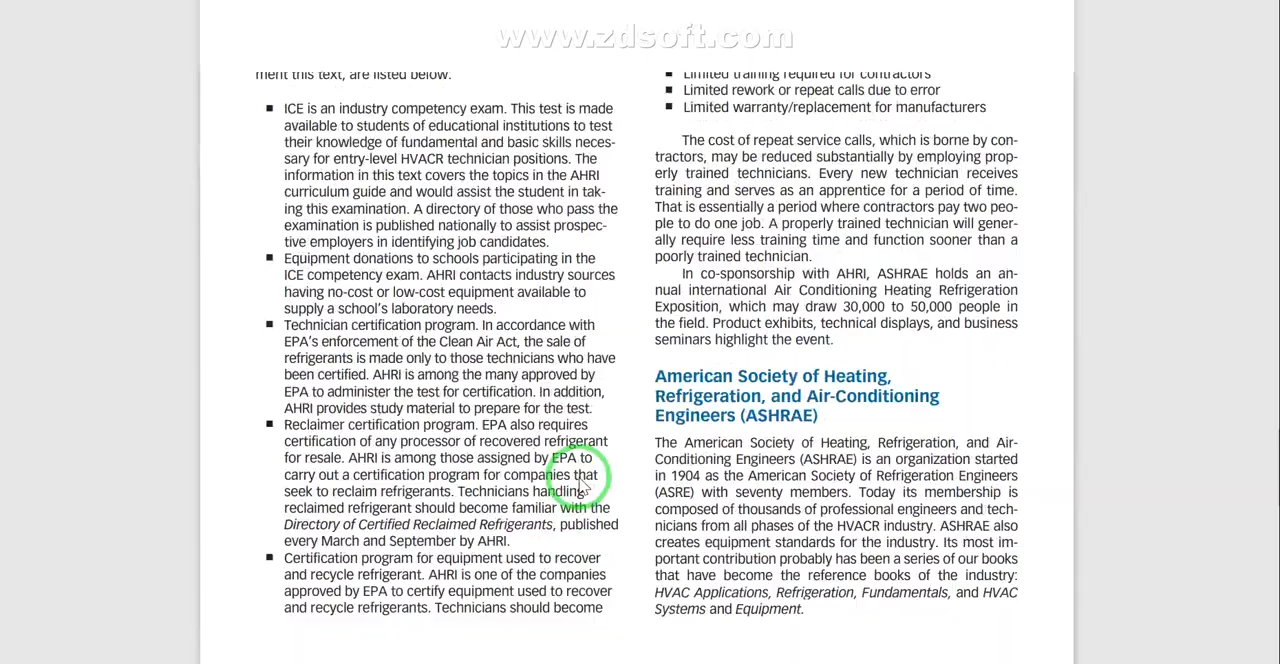 www.zdsoft.com
ment this text, are listed below.
■ ICE is an industry competency exam. This test is made
available to students of educational institutions to test
their knowledge of fundamental and basic skills neces-
sary for entry-level HVACR technician positions. The
information in this text covers the topics in the AHRI
curriculum guide and would assist the student in tak-
ing this examination. A directory of those who pass the
examination is published nationally to assist prospec-
tive employers in identifying job candidates.
■ Equipment donations to schools participating in the
ICE competency exam. AHRI contacts industry sources
having no-cost or low-cost equipment available to
supply a school's laboratory needs.
■ Technician certification program. In accordance with
EPA's enforcement of the Clean Air Act, the sale of
refrigerants is made only to those technicians who have
been certified. AHRI is among the many approved by
EPA to administer the test for certification. In addition,
AHRI provides study material to prepare for the test.
■ Reclaimer certification program. EPA also requires
certification of any processor of recovered refrigerant
for resale. AHRI is among those assigned by EPA to
carry out a certification program for companies that
seek to reclaim refrigerants. Technicians handling
reclaimed refrigerant should become familiar with the
Directory of Certified Reclaimed Refrigerants, published
every March and September by AHRI.
■ Certification program for equipment used to recover
and recycle refrigerant. AHRI is one of the companies
approved by EPA to certify equipment used to recover
and recycle refrigerants. Technicians should become
■ Limited training required for contractors
■ Limited rework or repeat calls due to error
■ Limited warranty/replacement for manufacturers
The cost of repeat service calls, which is borne by con-
tractors, may be reduced substantially by employing prop-
erly trained technicians. Every new technician receives
training and serves as an apprentice for a period of time.
That is essentially a period where contractors pay two peo-
ple to do one job. A properly trained technician will gener-
ally require less training time and function sooner than a
poorly trained technician.
In co-sponsorship with AHRI, ASHRAE holds an an-
nual international Air Conditioning Heating Refrigeration
Exposition, which may draw 30,000 to 50,000 people in
the field. Product exhibits, technical displays, and business
seminars highlight the event.
American Society of Heating,
Refrigeration, and Air-Conditioning
Engineers (ASHRAE)
The American Society of Heating, Refrigeration, and Air-
Conditioning Engineers (ASHRAE) is an organization started
in 1904 as the American Society of Refrigeration Engineers
(ASRE) with seventy members. Today its membership is
composed of thousands of professional engineers and tech-
nicians from all phases of the HVACR industry. ASHRAE also
creates equipment standards for the industry. Its most im-
portant contribution probably has been a series of our books
that have become the reference books of the industry:
HVAC Applications, Refrigeration, Fundamentals, and HVAC
Systems and Equipment.